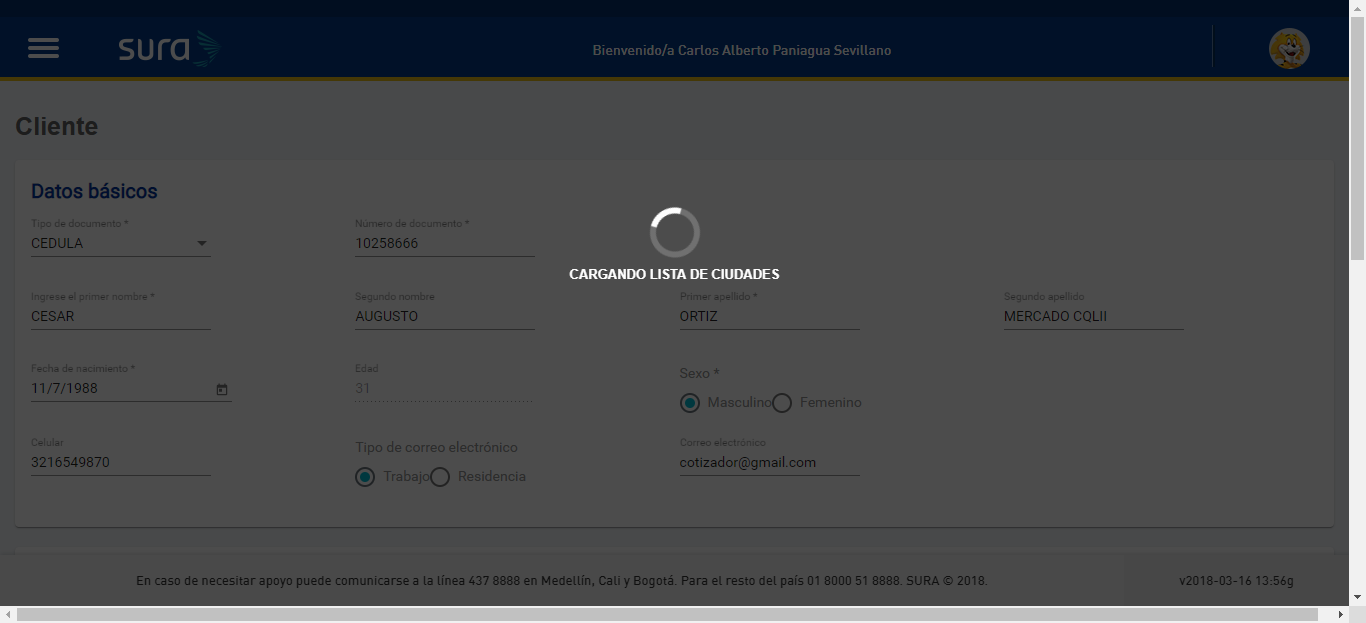 sura
Bienvenido/a Carlos Alberto Paniagua Sevillano
Cliente
Datos básicos
Tipo de documento *
CEDULA
Número de documento *
10258666
CARGANDO LISTA DE CIUDADES
Ingrese el primer nombre *
CESAR
Segundo nombre
AUGUSTO
Primer apellido *
ORTIZ
Segundo apellido
MERCADO CQLII
Fecha de nacimiento *
11/7/1988
Edad
31
Sexo *
Masculino Femenino
Celular
3216549870
Tipo de correo electrónico
Trabajo Residencia
Correo electrónico
cotizador@gmail.com
En caso de necesitar apoyo puede comunicarse a la línea 437 8888 en Medellín, Cali y Bogotá. Para el resto del país 01 8000 51 8888. SURA © 2018.
v2018-03-16 13:56g